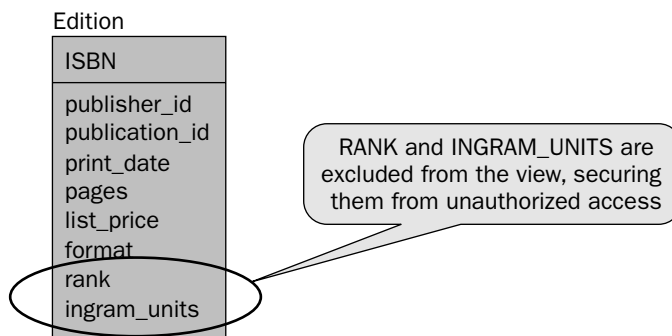 Edition
ISBN
publisher_id
publication_id
print_date
pages
list_price
format
rank
ingram_units
RANK and INGRAM_UNITS are
excluded from the view, securing
them from unauthorized access